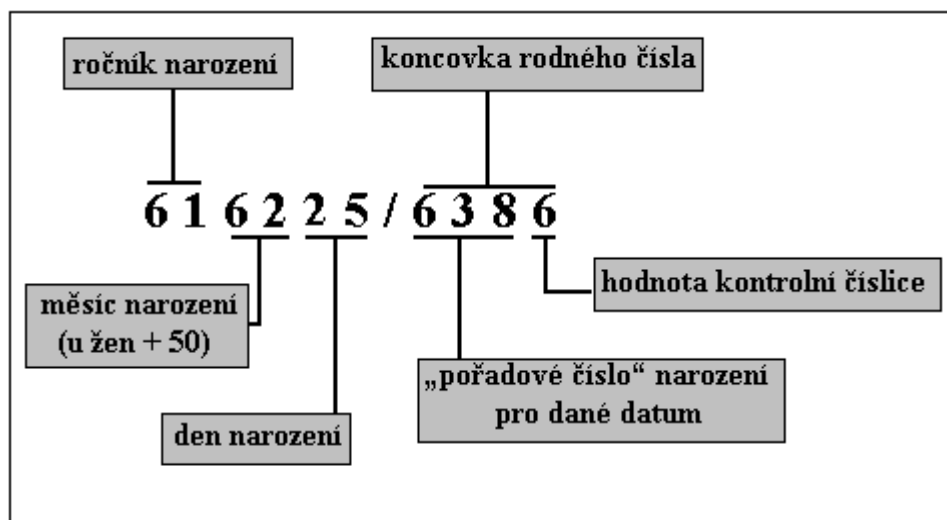 ročník narození
koncovka rodného čísla
6 1 6 2 2 5 / 6 3 8 6
měsíc narození
(u žen + 50)
hodnota kontrolní číslice
„pořadové číslo“ narození
pro dané datum
den narození